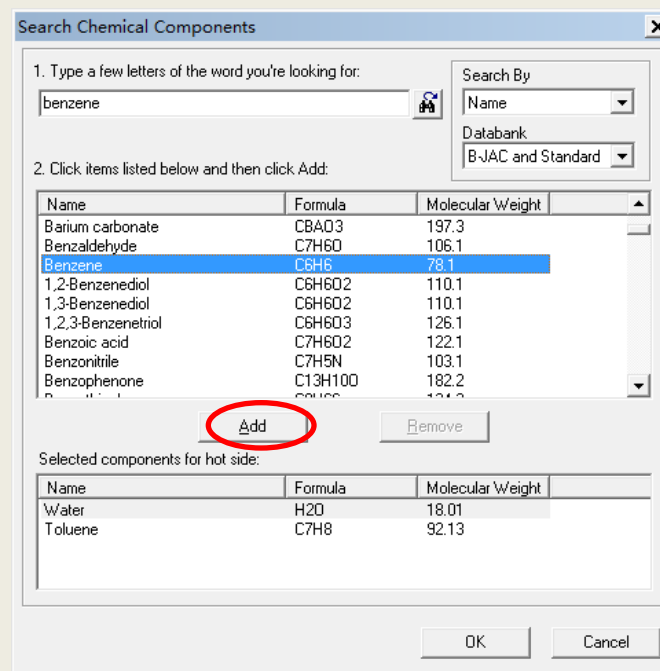 Search Chemical Components
1. Type a few letters of the word you're looking for:
Search By
benzene
Name
Databank
B-JAC and Standard
2. Click items listed below and then click Add:
Name Formula Molecular Weight
Barium carbonate CBAO3 197.3
Benzaldehyde C7H6O 106.1
Benzene C6H6 78.1
1,2-Benzenediol C6H6O2 110.1
1,3-Benzenediol C6H6O2 110.1
1,2,3-Benzenetriol C6H6O3 126.1
Benzoic acid C7H6O2 122.1
Benzonitrile C7H5N 103.1
Benzophenone C13H10O 182.2
Add Remove
Selected components for hot side:
Name Formula Molecular Weight
Water H2O 18.01
Toluene C7H8 92.13
OK Cancel